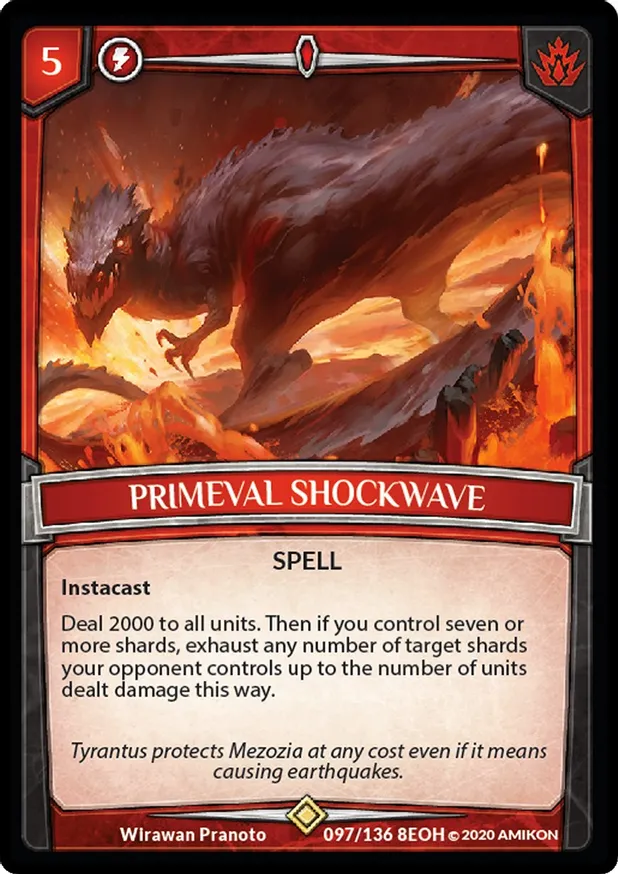 5
PRIMEVAL SHOCKWAVE
SPELL
Instacast
Deal 2000 to all units. Then if you control seven or
more shards, exhaust any number of target shards
your opponent controls up to the number of units
dealt damage this way.
Tyrantus protects Mezozia at any cost even if it means
causing earthquakes.
Wirawan Pranoto 097/136 8EOH © 2020 AMIKON